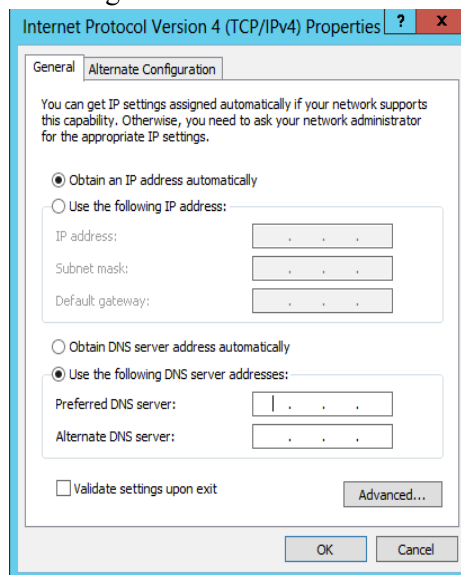 Internet Protocol Version 4 (TCP/IPv4) Properties ? x
General Alternate Configuration
You can get IP settings assigned automatically if your network supports
this capability. Otherwise, you need to ask your network administrator
for the appropriate IP settings.
Obtain an IP address automatically
Use the following IP address:
IP address: . . .
Subnet mask: . . .
Default gateway: . . .
Obtain DNS server address automatically
Use the following DNS server addresses:
Preferred DNS server: . . .
Alternate DNS server: . . .
Validate settings upon exit
Advanced...
OK Cancel